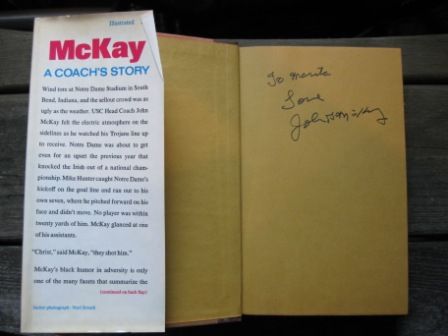 Illustrated
McKay
A COACH'S STORY
Wind tore at Notre Dame Stadium in South
Bend, Indiana, and the sellout crowd was as
ugly as the weather. USC Head Coach John
McKay felt the electric atmosphere on the
sidelines as he watched his Trojans line up
to receive. Notre Dame was about to get
even for an upset the previous year that
knocked the Irish out of a national cham-
pionship. Mike Hunter caught Notre Dame's
kickoff on the goal line and ran out to his
own seven, where he pitched forward on his
face and didn't move. No player was within
twenty yards of him. McKay glanced at one
of his assistants.
"Christ," said McKay, "they shot him."
McKay's black humor in adversity is only
one of the many facets that summarize the
(continued on back flap)
Jacket photograph:
To
Love
John McKay